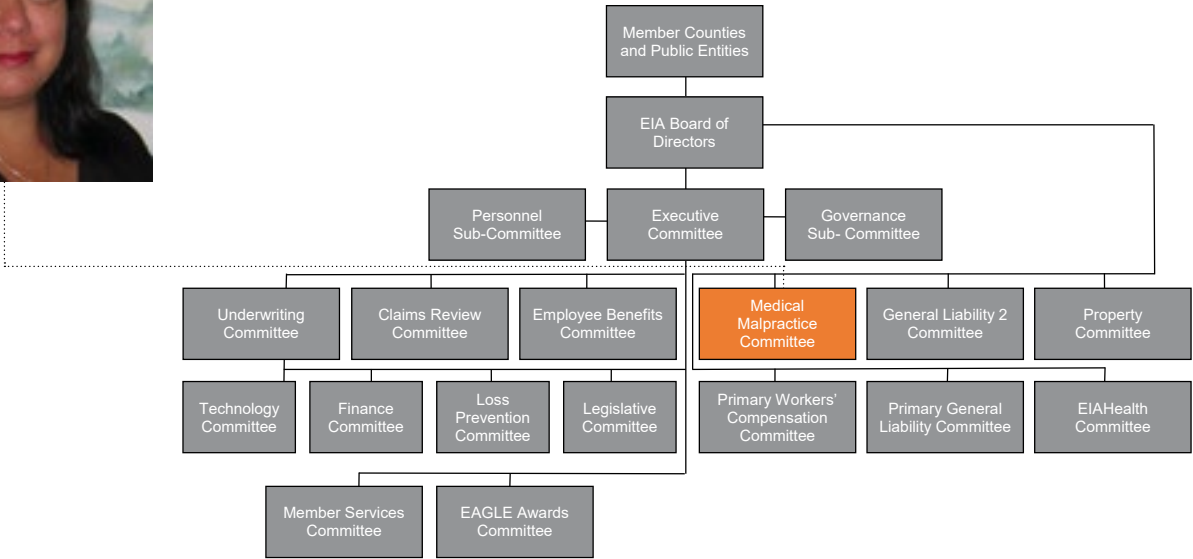 Member Counties
and Public Entities
EIA Board of
Directors
Personnel
Sub-Committee
Executive
Committee
Governance
Sub- Committee
Underwriting
Committee
Claims Review
Committee
Employee Benefits
Committee
Medical
Malpractice
Committee
General Liability 2
Committee
Property
Committee
Technology
Committee
Finance
Committee
Loss
Prevention
Committee
Legislative
Committee
Primary Workers’
Compensation
Committee
Primary General
Liability Committee
EIAHealth
Committee
Member Services
Committee
EAGLE Awards
Committee